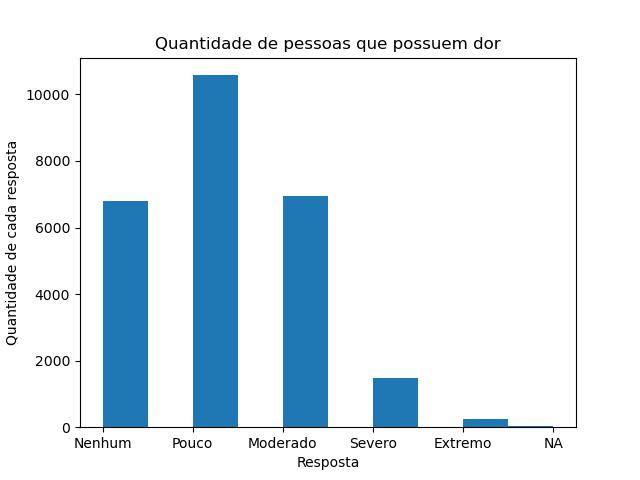 Quantidade de pessoas que possuem dor
10000
8000
6000
4000
2000
0
Quantidade de cada resposta
Nenhum Pouco Moderado Severo Extremo NA
Resposta